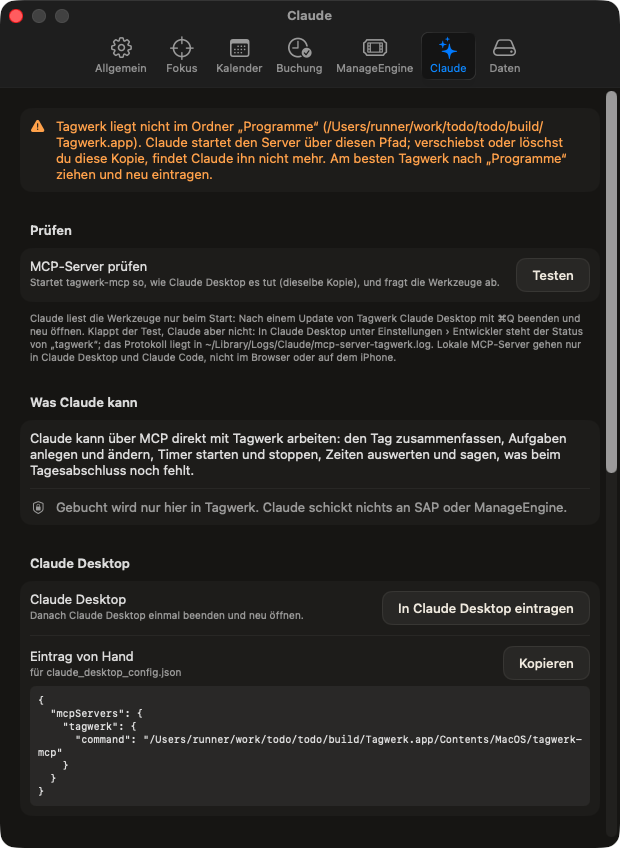 Claude
Allgemein
Fokus
Kalender
Buchung
ManageEngine
Claude
Daten
Tagwerk liegt nicht im Ordner „Programme“ (/Users/runner/work/todo/todo/build/
Tagwerk.app). Claude startet den Server über diesen Pfad; verschiebst oder löschst
du diese Kopie, findet Claude ihn nicht mehr. Am besten Tagwerk nach „Programme“
ziehen und neu eintragen.
Prüfen
MCP-Server prüfen
Startet tagwerk-mcp so, wie Claude Desktop es tut (dieselbe Kopie), und fragt die Werkzeuge ab.
Testen
Claude liest die Werkzeuge nur beim Start: Nach einem Update von Tagwerk Claude Desktop mit ⌘Q beenden und
neu öffnen. Klappt der Test, Claude aber nicht: In Claude Desktop unter Einstellungen › Entwickler steht der Status
von „tagwerk“; das Protokoll liegt in ~/Library/Logs/Claude/mcp-server-tagwerk.log. Lokale MCP-Server gehen nur
in Claude Desktop und Claude Code, nicht im Browser oder auf dem iPhone.
Was Claude kann
Claude kann über MCP direkt mit Tagwerk arbeiten: den Tag zusammenfassen, Aufgaben
anlegen und ändern, Timer starten und stoppen, Zeiten auswerten und sagen, was beim
Tagesabschluss noch fehlt.
Gebucht wird nur hier in Tagwerk. Claude schickt nichts an SAP oder ManageEngine.
Claude Desktop
Claude Desktop
Danach Claude Desktop einmal beenden und neu öffnen.
In Claude Desktop eintragen
Eintrag von Hand
für claude_desktop_config.json
Kopieren
{
  "mcpServers": {
    "tagwerk": {
      "command": "/Users/runner/work/todo/todo/build/Tagwerk.app/Contents/MacOS/tagwerk-
mcp"
    }
  }
}